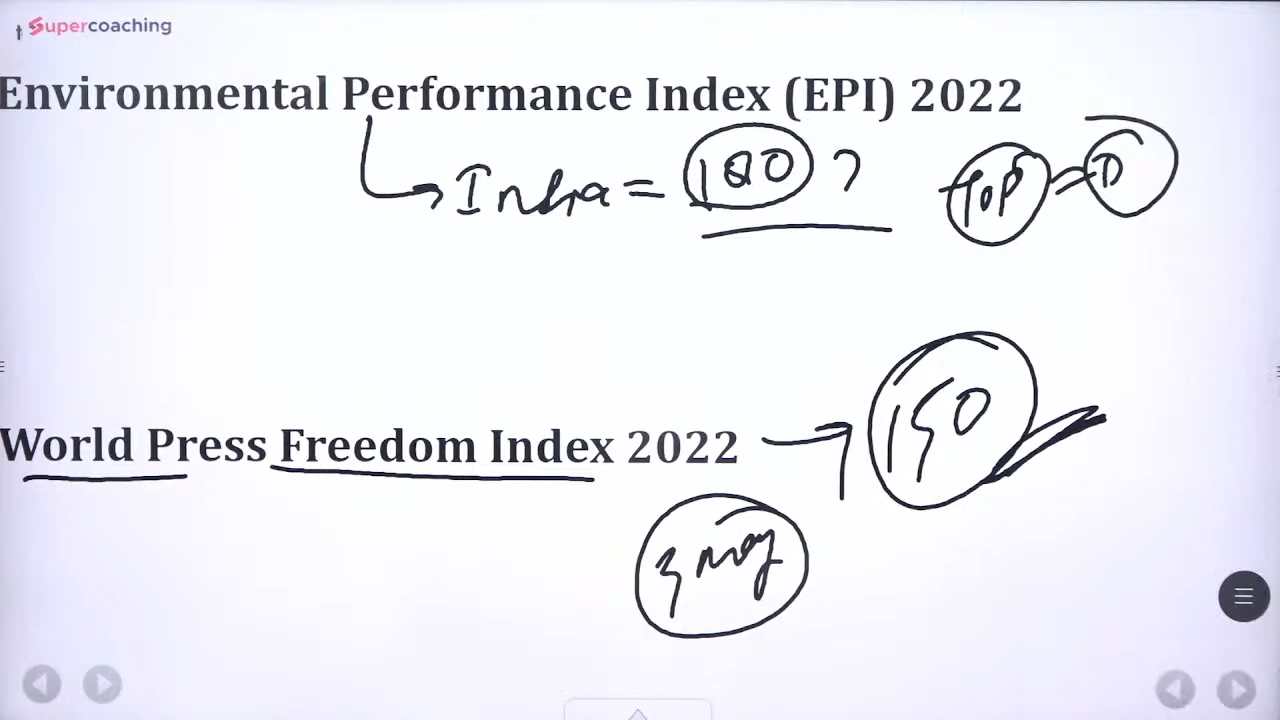 Supercoaching
Environmental Performance Index (EPI) 2022
India = 180 ? TOP = D
World Press Freedom Index 2022 → 150
3 may